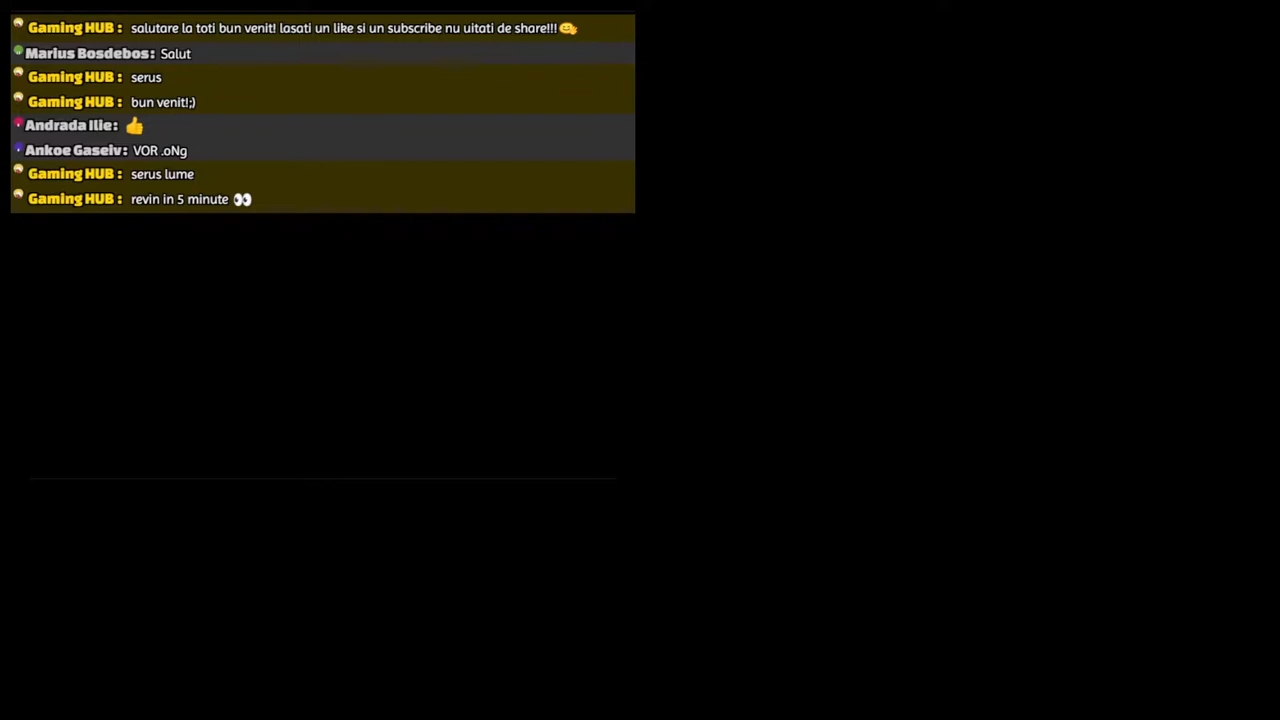 Gaming HUB : salutare la toti bun venit! lasati un like si un subscribe nu uitati de share!!!😋
Marius Bosdebos: Salut
Gaming HUB : serus
Gaming HUB : bun venit!;)
Andrada Ilie: 👍
Ankoe Gaseiv: VOR .oNg
Gaming HUB : serus lume
Gaming HUB : revin in 5 minute 👀